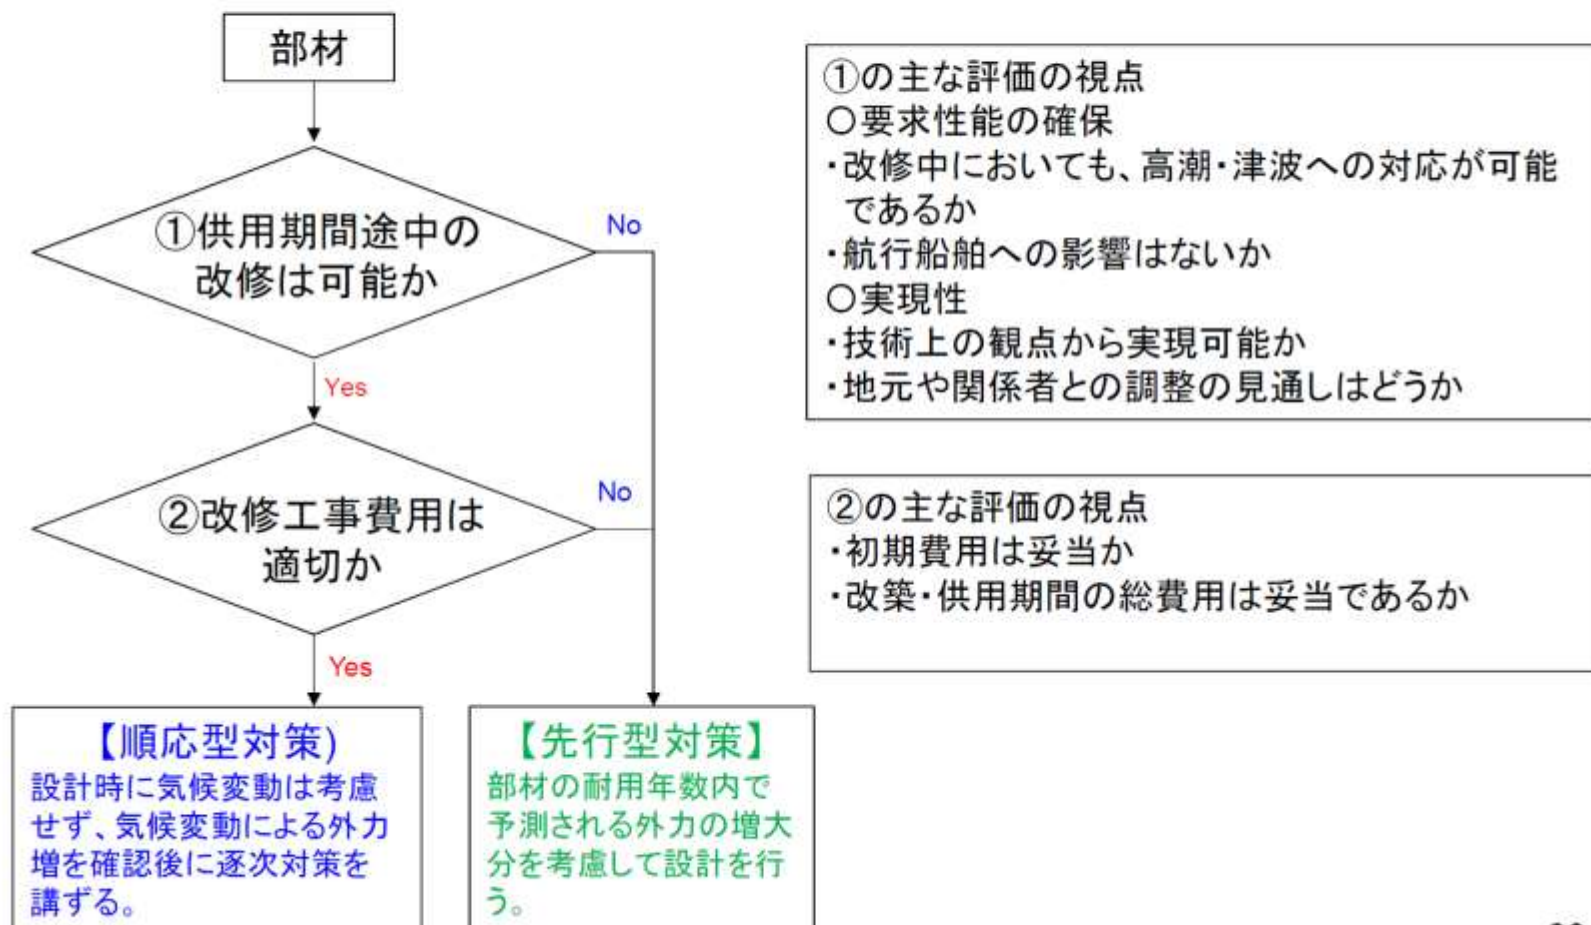 部材
①供用期間途中の
改修は可能か
No
Yes
②改修工事費用は
適切か
No
Yes
【順応型対策)
設計時に気候変動は考慮
せず、気候変動による外力
増を確認後に逐次対策を
講ずる。
【先行型対策】
部材の耐用年数内で
予測される外力の増大
分を考慮して設計を行
う。
①の主な評価の視点
○要求性能の確保
・改修中においても、高潮・津波への対応が可能
であるか
・航行船舶への影響はないか
○実現性
・技術上の観点から実現可能か
・地元や関係者との調整の見通しはどうか
②の主な評価の視点
・初期費用は妥当か
・改築・供用期間の総費用は妥当であるか